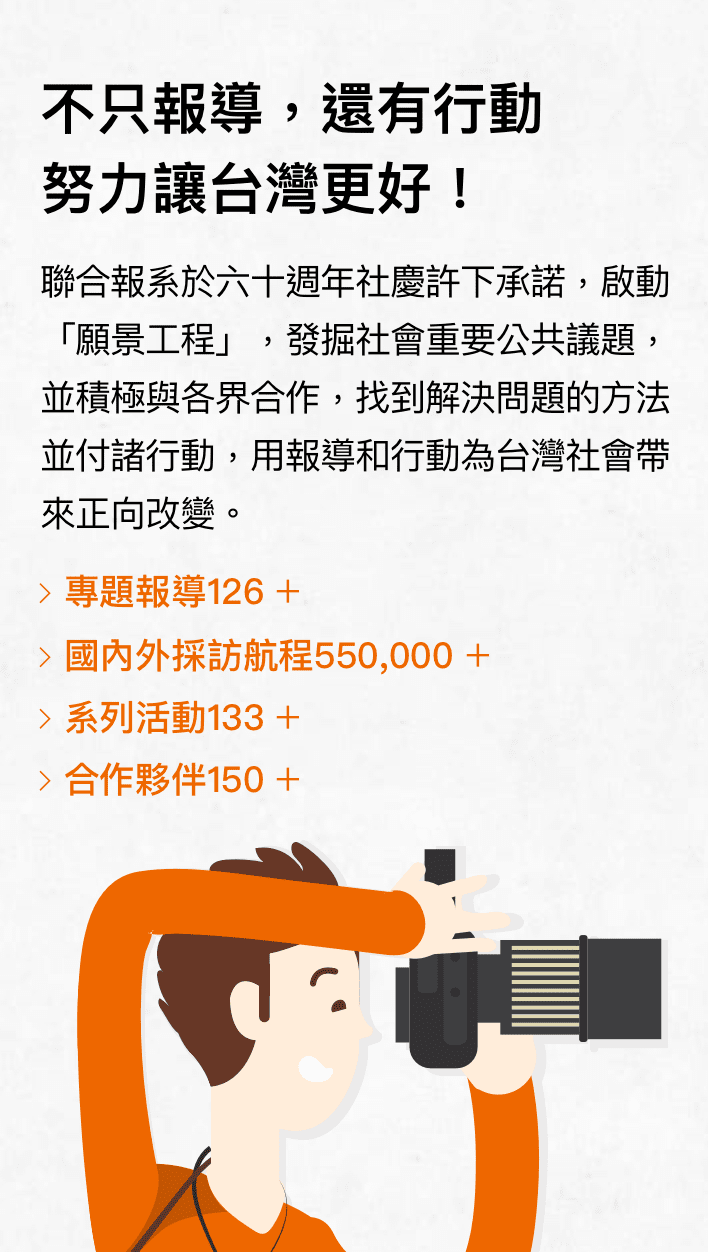 不只報導，還有行動
努力讓台灣更好！
聯合報系於六十週年社慶許下承諾，啟動
「願景工程」，發掘社會重要公共議題，
並積極與各界合作，找到解決問題的方法
並付諸行動，用報導和行動為台灣社會帶
來正向改變。
> 專題報導126 +
> 國內外採訪航程550,000 +
> 系列活動133 +
> 合作夥伴150 +